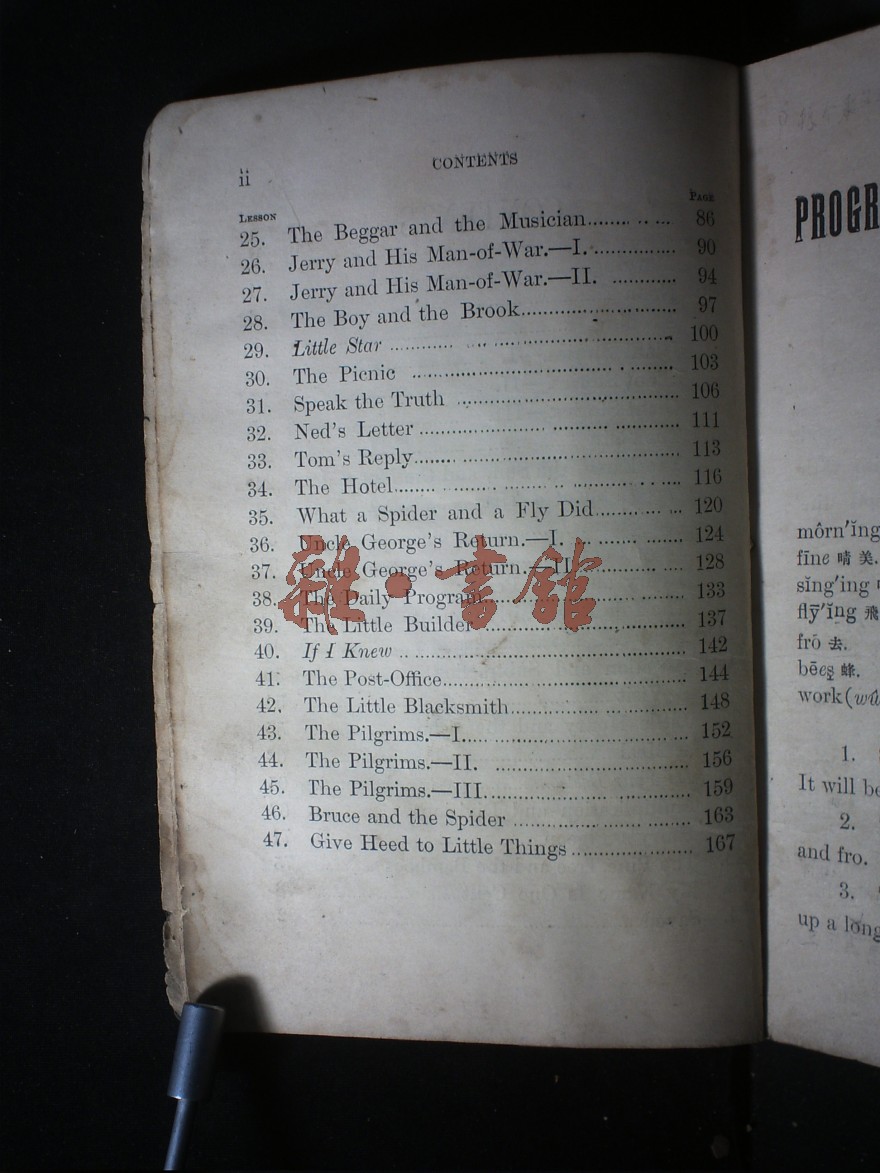 ii
CONTENTS
LESSON PAGE
25. The Beggar and the Musician........ .. ... 86
26. Jerry and His Man-of-War.—I. ............... 90
27. Jerry and His Man-of-War.—II. ............ 94
28. The Boy and the Brook............................. 97
29. Little Star ............ ... ............................. 100
30. The Picnic ..................................... . ........ 103
31. Speak the Truth ........................................ 106
32. Ned's Letter ................... .......... ............ 111
33. Tom's Reply........ .................................... 113
34. The Hotel.......... . ........ ... ............... . . .... 116
35. What a Spider and a Fly Did............ ... 120
36. Uncle George's Return.—I. ... ........ ....... 124
37. Uncle George's Return.—II ............... .... 128
38. The Daily Program.................................. 133
39. The Little Builder .................................. 137
40. If I Knew .. ............................................. 142
41. The Post-Office.......................................... 144
42. The Little Blacksmith.............................. 148
43. The Pilgrims.—I..... ................... ... ... 152
44. The Pilgrims.—II. ................................. 156
45. The Pilgrims.—III.................... ............. 159
46. Bruce and the Spider .................... ........ 163
47. Give Heed to Little Things..................... 167
雜·書館
PROGR
môrn′ĭng
fīne 晴 美.
sĭng′ing
flȳ′ĭng 飛
frō 去.
bēeș 蜂.
work (
1.
It will be
2.
and fro.
3.
up a long